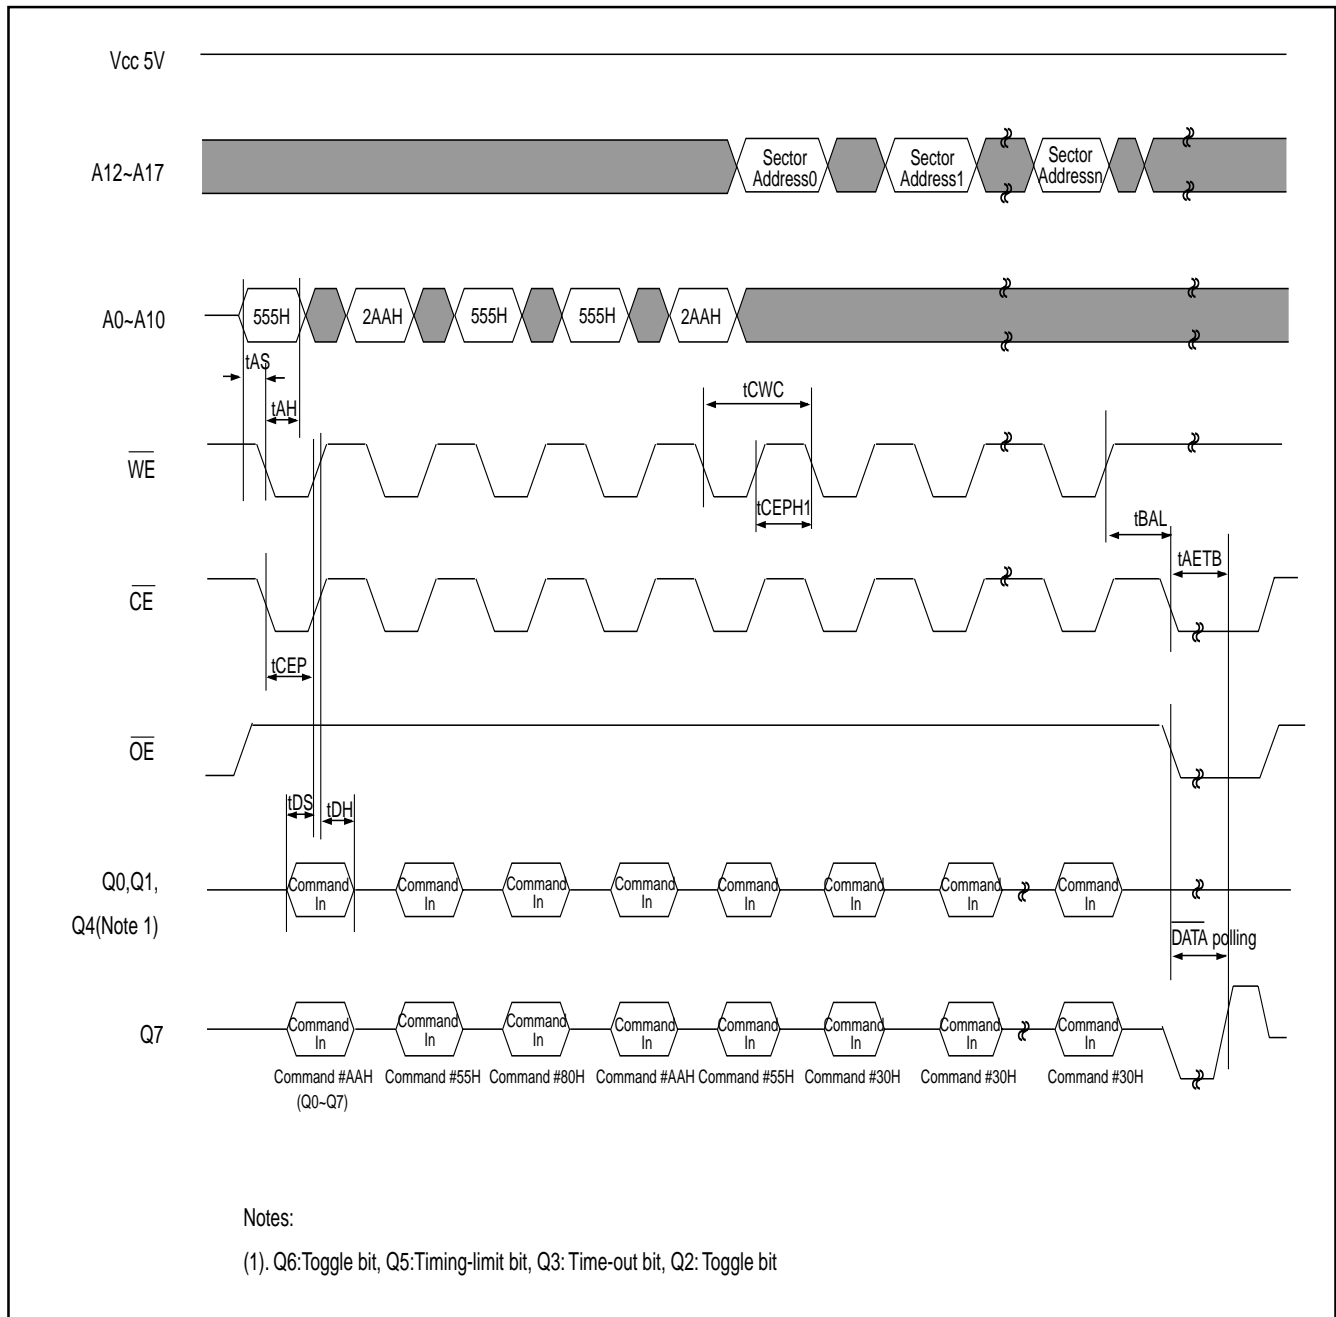 Vcc 5V
A12~A17
Sector
Address0
Sector
Address1
Sector
Addressn
A0~A10
555H
2AAH
555H
555H
2AAH
tAS
tAH
tCWC
WE
tCEPH1
tBAL
tAETB
CE
tCEP
OE
tDS
tDH
Q0,Q1,
Q4(Note 1)
Command
In
Command
In
Command
In
Command
In
Command
In
Command
In
Command
In
Command
In
DATA polling
Q7
Command
In
Command
In
Command
In
Command
In
Command
In
Command
In
Command
In
Command
In
Command #AAH
(Q0~Q7)
Command #55H
Command #80H
Command #AAH
Command #55H
Command #30H
Command #30H
Command #30H
Notes:
(1). Q6:Toggle bit, Q5:Timing-limit bit, Q3: Time-out bit, Q2: Toggle bit